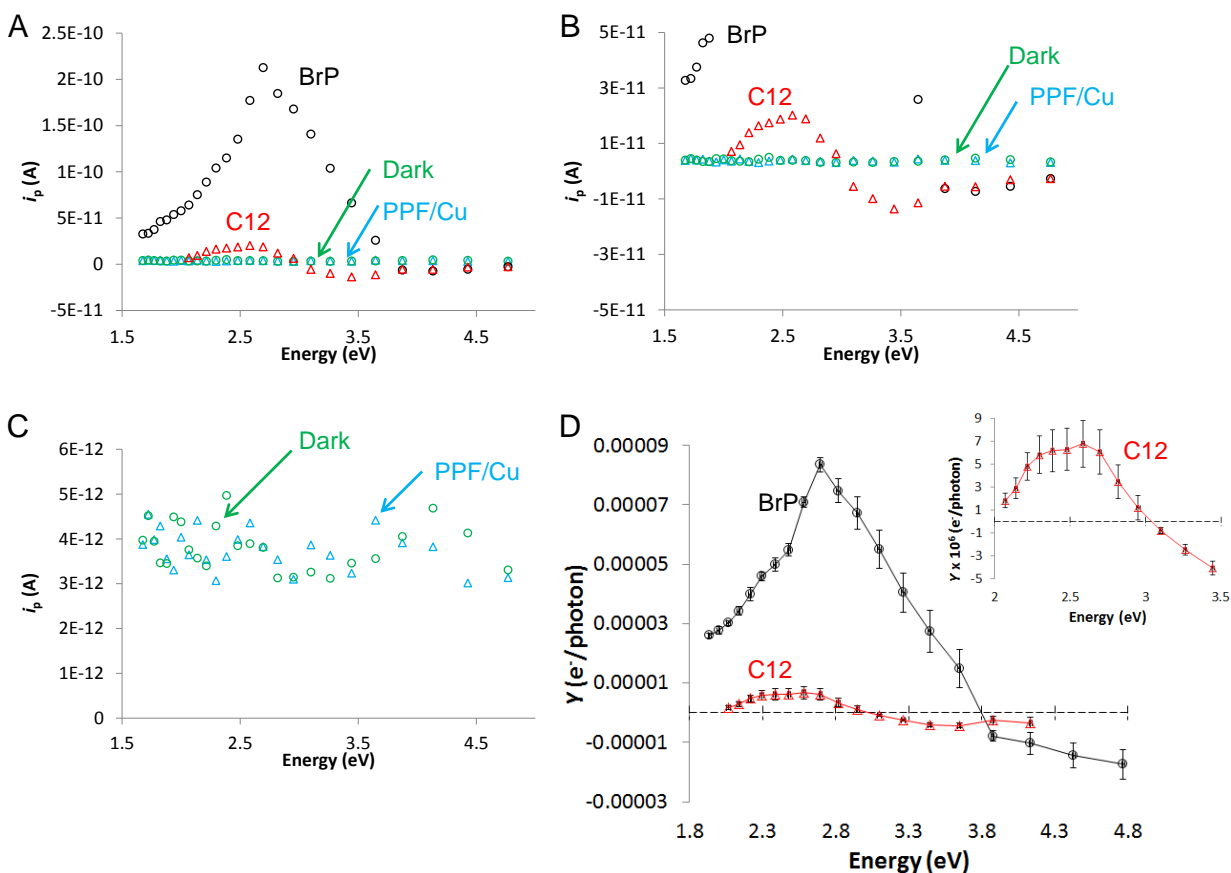 A
2.5E-10
2E-10
1.5E-10
1E-10
5E-11
0
-5E-11
1.5
2.5
3.5
4.5
ip (A)
Energy (eV)
BrP
Dark
C12
PPF/Cu
B
5E-11
3E-11
1E-11
-1E-11
-3E-11
-5E-11
1.5
2.5
3.5
4.5
ip (A)
Energy (eV)
BrP
Dark
C12
PPF/Cu
C
6E-12
5E-12
4E-12
3E-12
2E-12
1E-12
0
1.5
2.5
3.5
4.5
ip (A)
Energy (eV)
Dark
PPF/Cu
D
0.00009
0.00007
0.00005
0.00003
0.00001
-0.00001
-0.00003
1.8
2.3
2.8
3.3
3.8
4.3
4.8
Y (e-/photon)
Energy (eV)
BrP
C12
9
7
5
3
1
-1
-3
-5
2
2.5
3
3.5
Y x 10⁶ (e-/photon)
Energy (eV)
C12